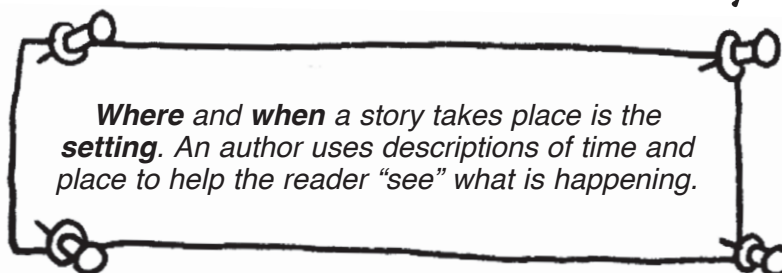 Where and when a story takes place is the
setting. An author uses descriptions of time and
place to help the reader “see” what is happening.